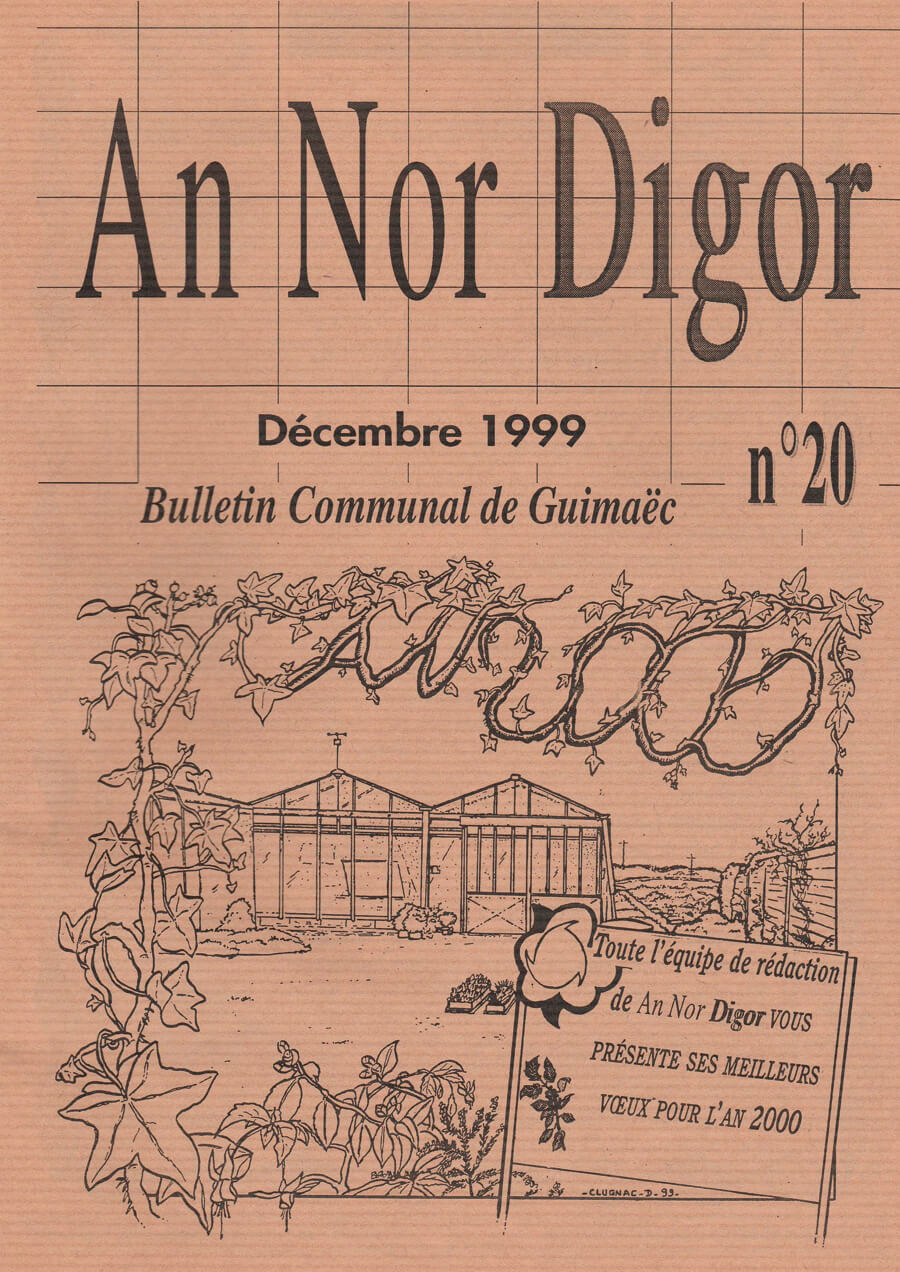 An Nor Digor
Décembre 1999
n°20
Bulletin Communal de Guimaëc
An 2000
Toute l'équipe de rédaction
de An Nor Digor VOUS
PRÉSENTE SES MEILLEURS
VŒUX POUR L'AN 2000
-CLUGNAC-D-99-